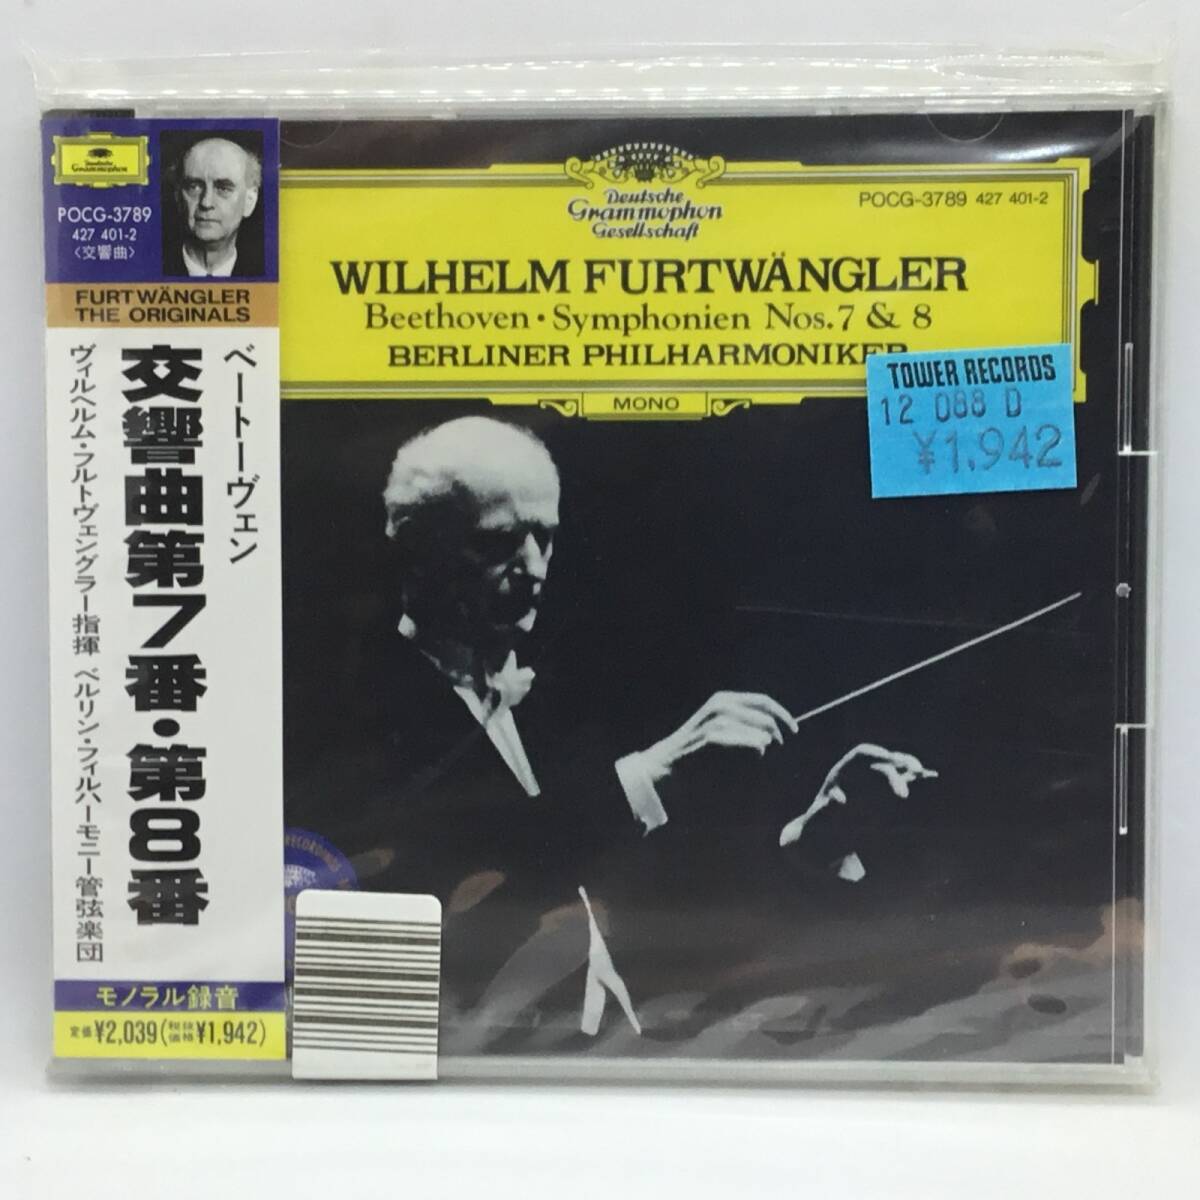 Deutsche
Grammophon
POCG-3789
427 401-2
〈交響曲〉
FURTWÄNGLER
THE ORIGINALS
ベートーヴェン
交響曲第7番・第8番
ヴィルヘルム・フルトヴェングラー指揮 ベルリン・フィルハーモニー管弦楽団
モノラル録音
定価¥2,039(税抜価格¥1,942)
Deutsche
Grammophon
Gesellschaft
POCG-3789 427 401-2
WILHELM FURTWÄNGLER
Beethoven・Symphonien Nos.7 & 8
BERLINER PHILHARMONIKER
MONO
TOWER RECORDS
12 088 D
¥1,942
RECORDINGS